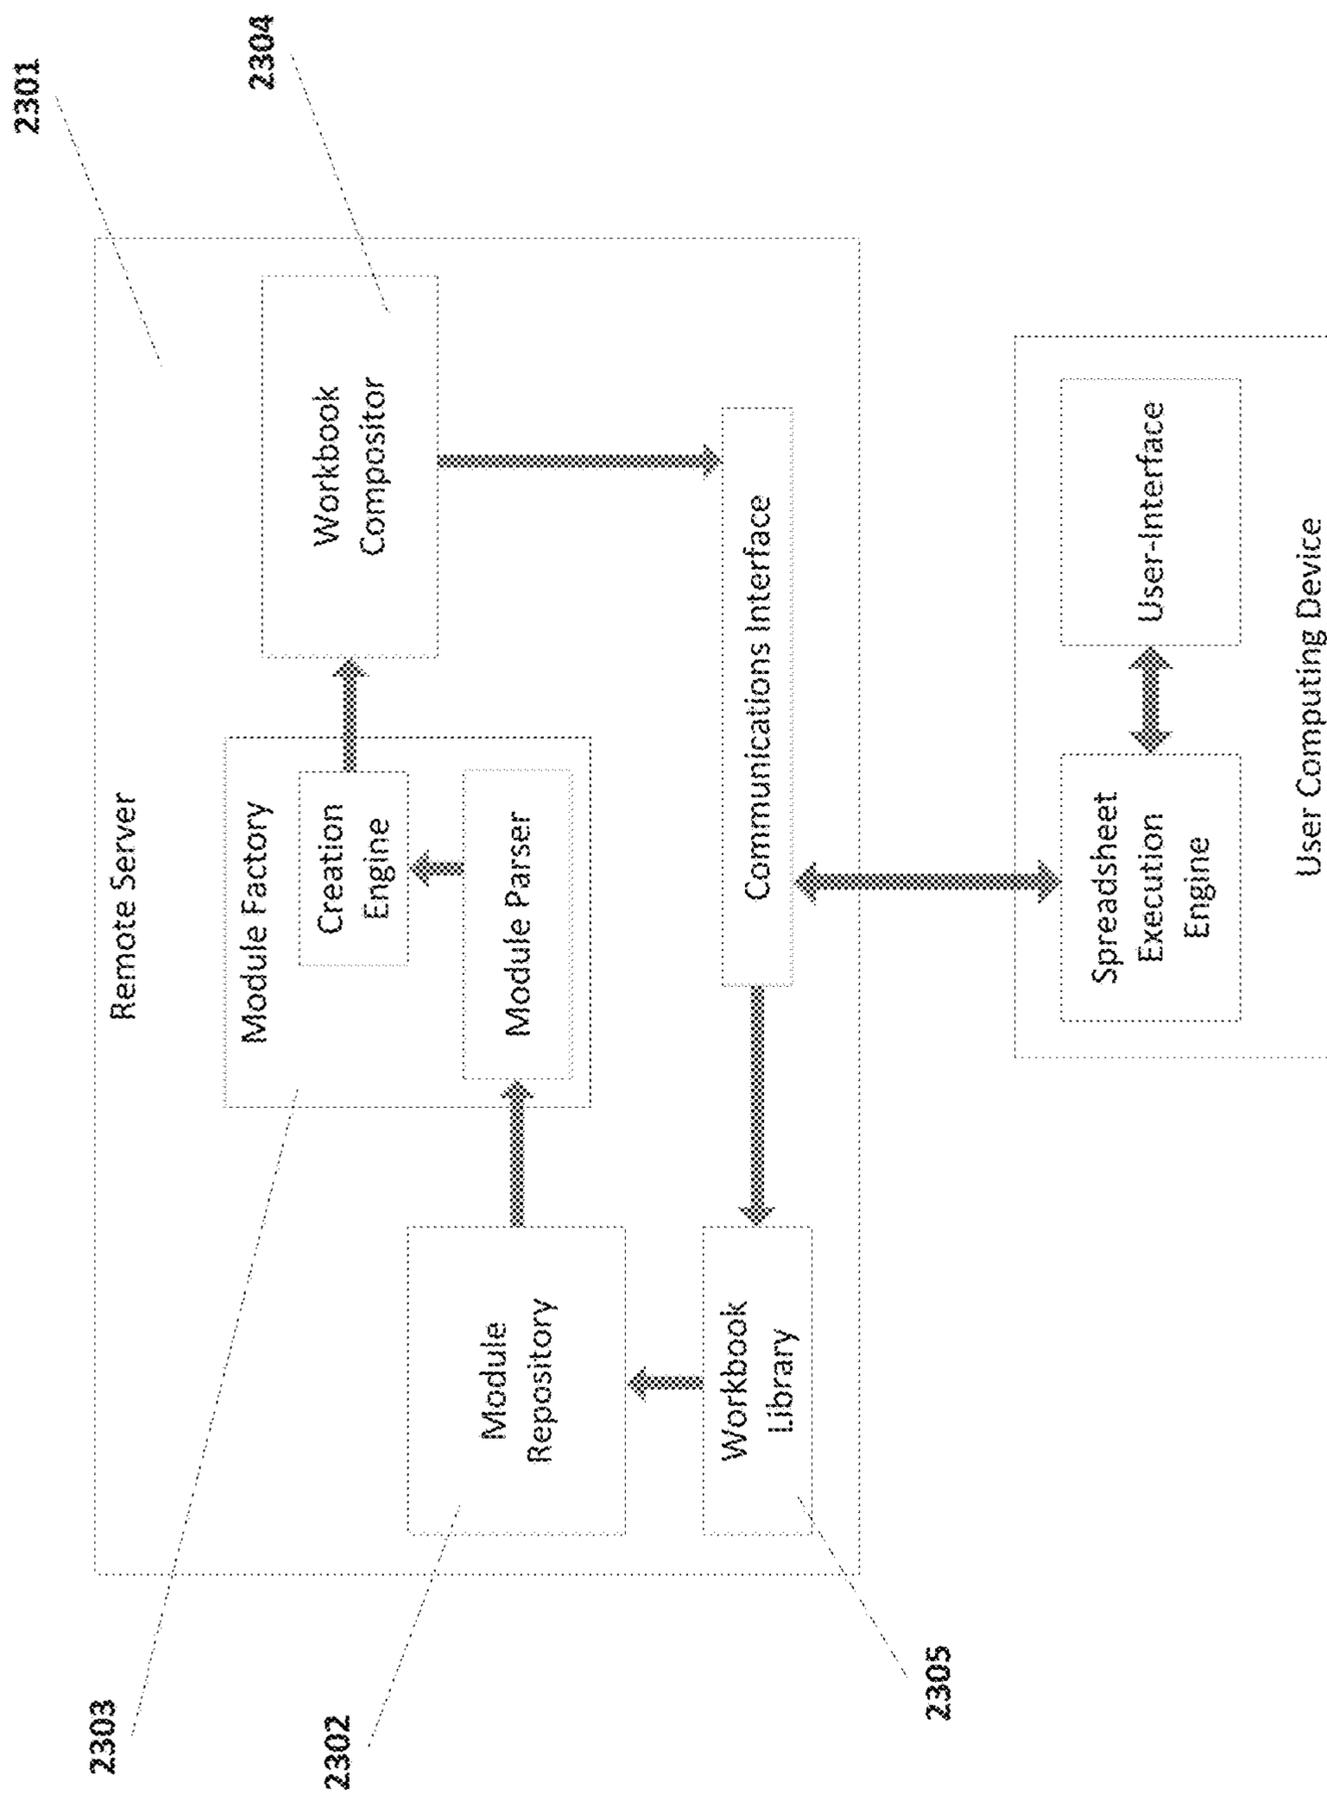 2301
2304
2303
2302
2305
Remote Server
Module Factory
Creation
Engine
Module Parser
Workbook
Compositor
Module
Repository
Workbook
Library
Communications Interface
Spreadsheet
Execution
Engine
User-Interface
User Computing Device